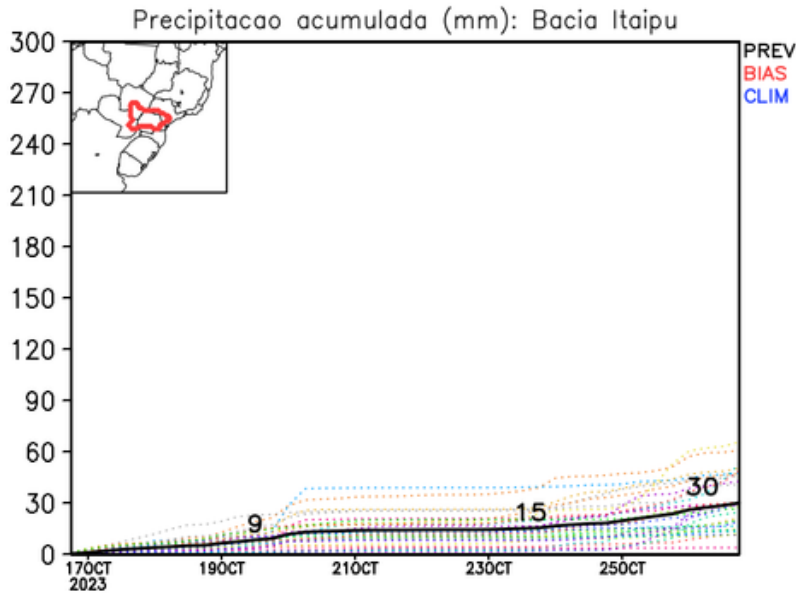 Precipitacao acumulada (mm): Bacia Itaipu
PREV
BIAS
CLIM
300
270
240
210
180
150
120
90
60
30
0
9
15
30
17OCT
2023
19OCT
21OCT
23OCT
25OCT